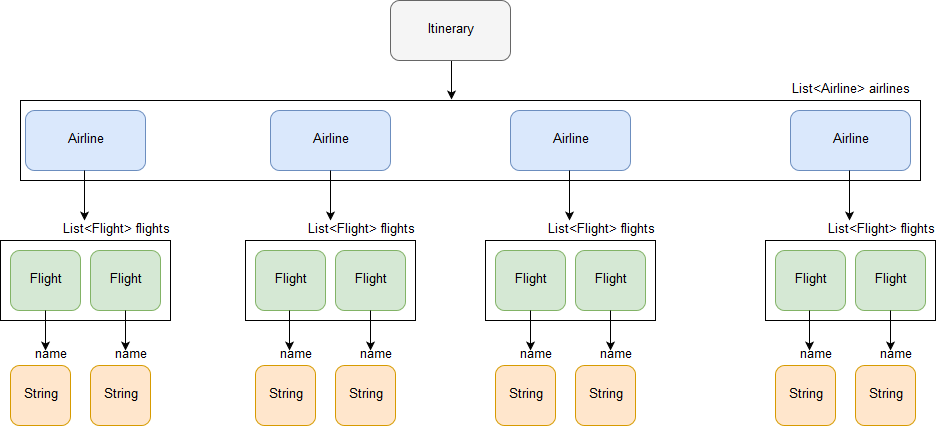 Itinerary
List<Airline> airlines
Airline Airline Airline Airline
List<Flight> flights List<Flight> flights List<Flight> flights List<Flight> flights
Flight Flight Flight Flight Flight Flight Flight Flight
name name name name name name name name
String String String String String String String String